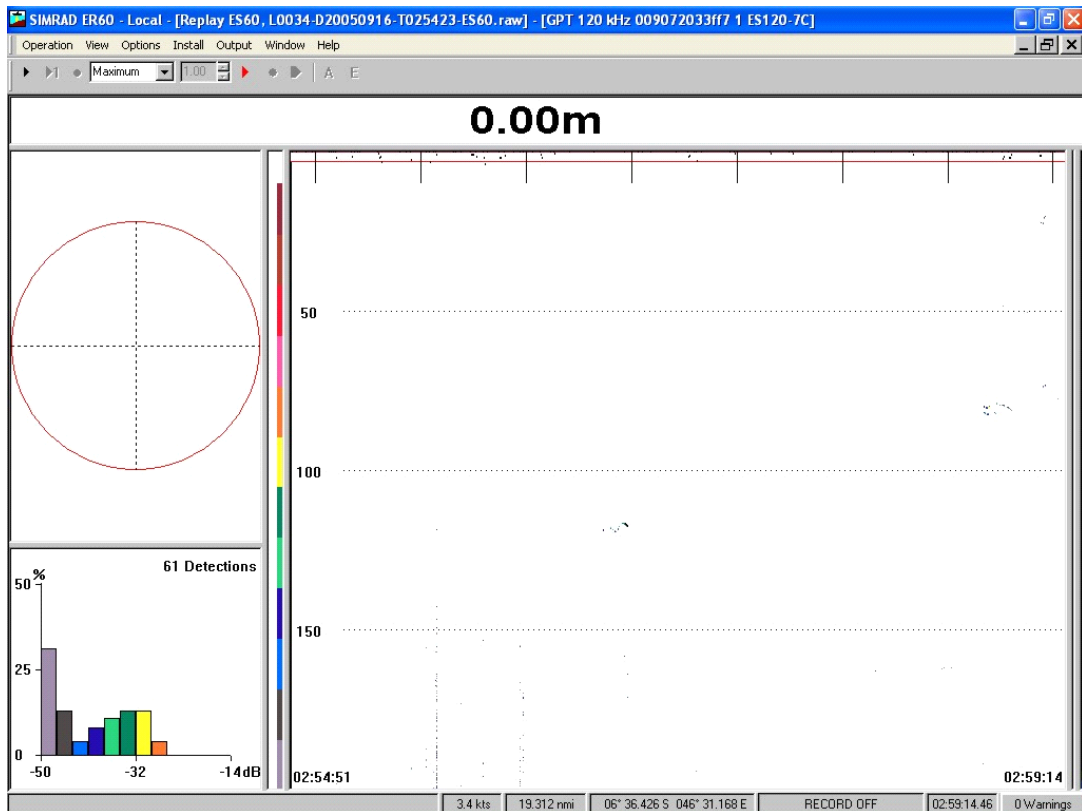 SIMRAD ER60 - Local - [Replay ES60, L0034-D20050916-T025423-ES60.raw] - [GPT 120 kHz 009072033ff7 1 ES120-7C]
Operation View Options Install Output Window Help
Maximum 1.00 A E
0.00m
50
100
150
02:54:51 02:59:14
61 Detections
%
50
25
0
-50 -32 -14dB
3.4 kts 19.312 nmi 06° 36.426 S 046° 31.168 E RECORD OFF 02:59:14.46 0 Warnings